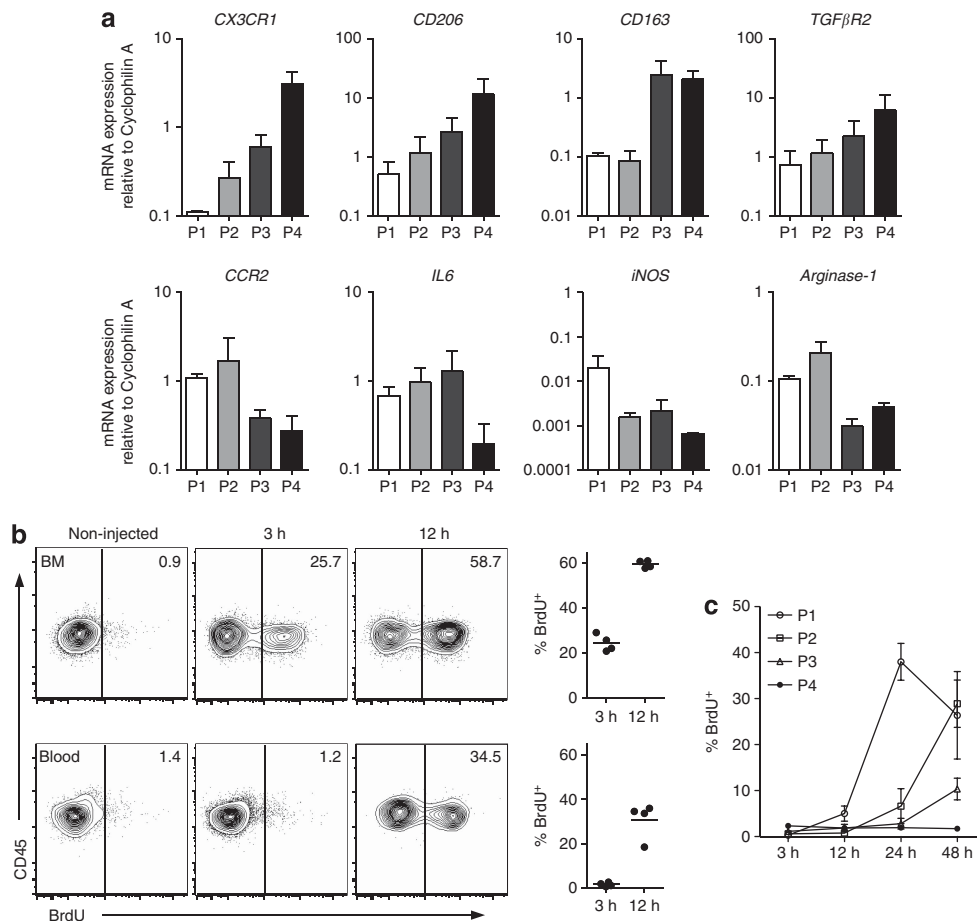 a
CX3CR1 CD206 CD163 TGFβR2
mRNA expression
relative to Cyclophilin A
10 100 10 100
1 10 1 10
1 0.1 1
0.1 0.1 0.01 0.1
P1 P2 P3 P4 P1 P2 P3 P4 P1 P2 P3 P4 P1 P2 P3 P4
CCR2 IL6 iNOS Arginase-1
mRNA expression
relative to Cyclophilin A
10 10 1 1
0.1
1 1 0.01 0.1
0.001
0.1 0.1 0.0001 0.01
P1 P2 P3 P4 P1 P2 P3 P4 P1 P2 P3 P4 P1 P2 P3 P4
b
Non-injected 3 h 12 h
BM 0.9 25.7 58.7
% BrdU+
60
40
20
0
3 h 12 h
Blood 1.4 1.2 34.5
% BrdU+
60
40
20
0
3 h 12 h
CD45
BrdU
c
% BrdU+
50
40
30
20
10
0
P1
P2
P3
P4
3 h 12 h 24 h 48 h